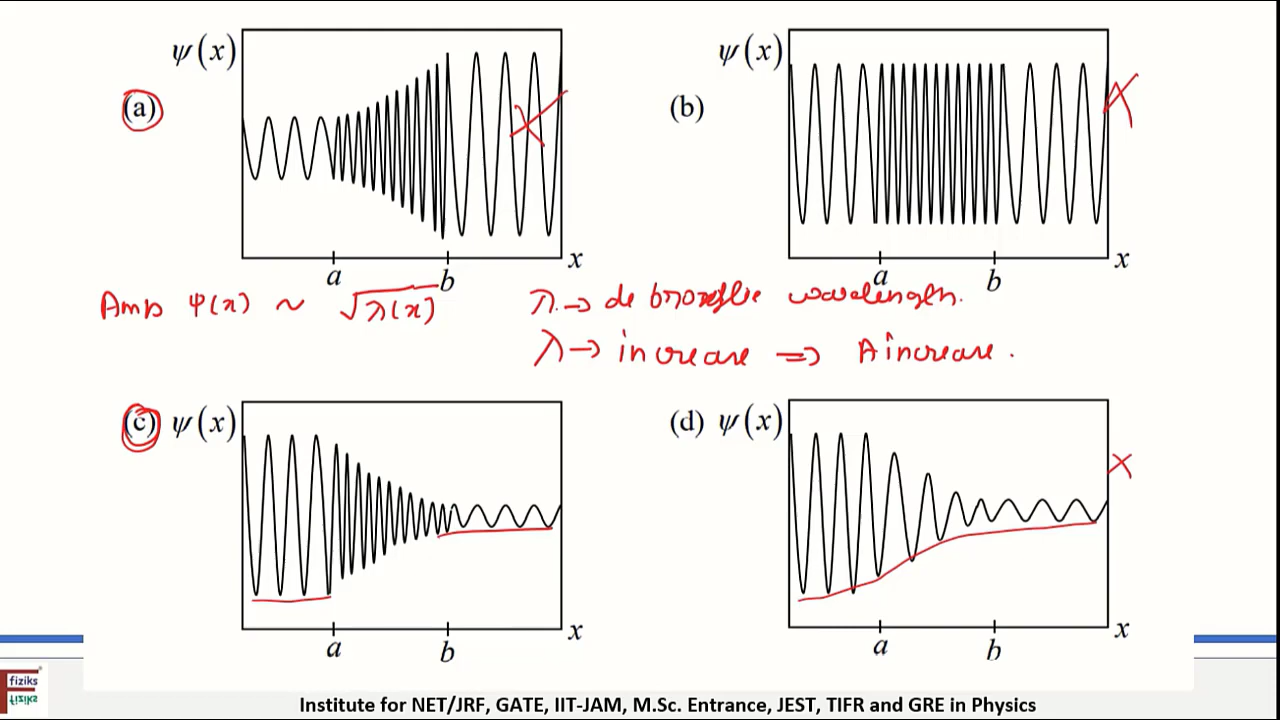 ψ(x)
(a)
a b x
ψ(x)
(b)
a b x
Amp ψ(x) ~ √λ(x) λ → de broglie wavelength.
λ → increase ⇒ A increase.
(c) ψ(x)
a b x
(d) ψ(x)
a b x
fiziks
fiziks
Institute for NET/JRF, GATE, IIT-JAM, M.Sc. Entrance, JEST, TIFR and GRE in Physics